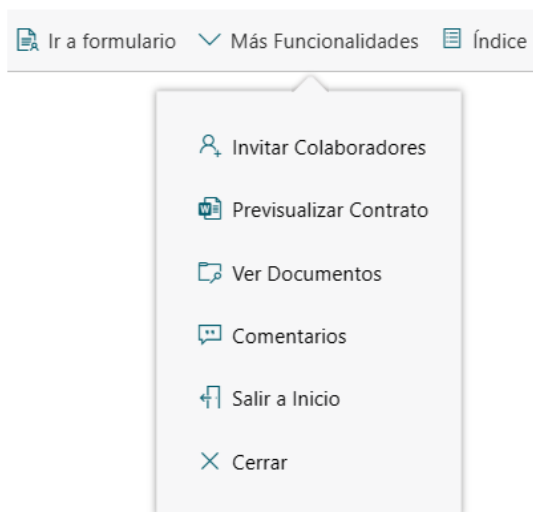 Ir a formulario Más Funcionalidades Índice
Invitar Colaboradores
Previsualizar Contrato
Ver Documentos
Comentarios
Salir a Inicio
Cerrar